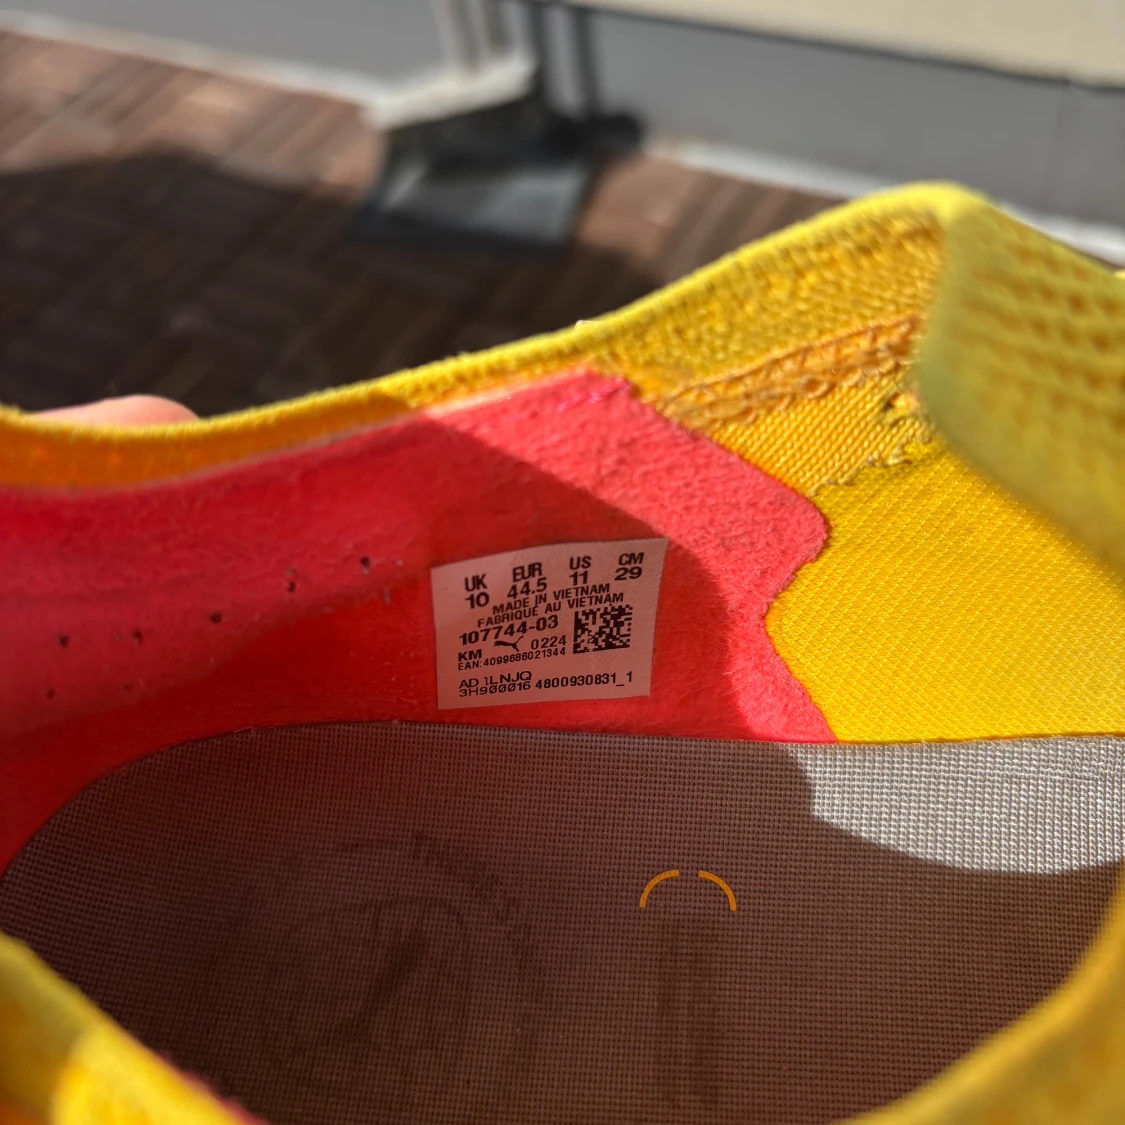 UK EUR US CM
10 44.5 11 29
MADE IN VIETNAM
FABRIQUÉ AU VIETNAM
107744-03
KM 0224
EAN:4099686021344
AD 1LNJQ
3H900016 4800930831_1